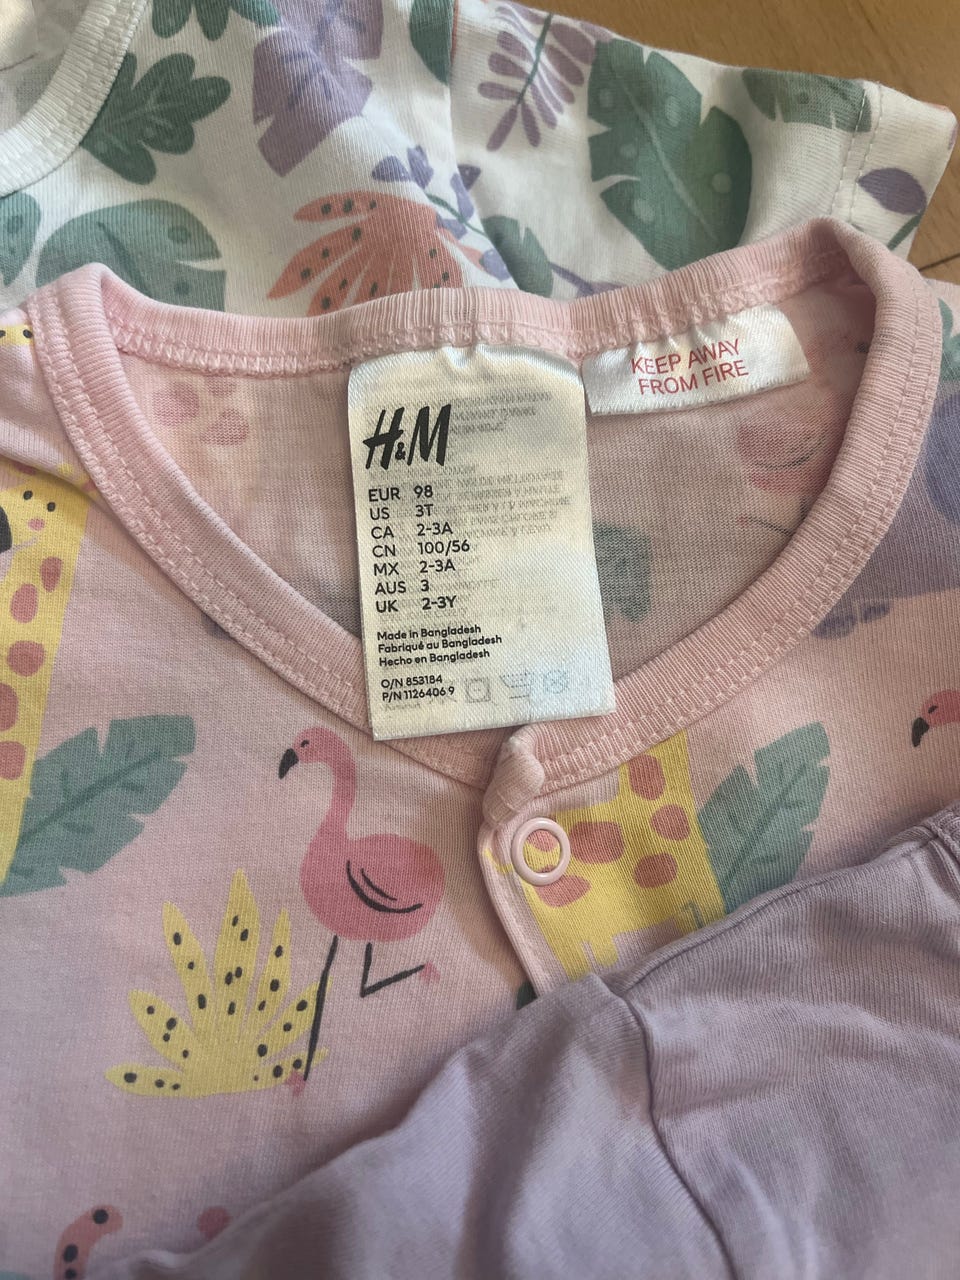 KEEP AWAY
FROM FIRE
H&M
EUR 98
US 3T
CA 2-3A
CN 100/56
MX 2-3A
AUS 3
UK 2-3Y
Made in Bangladesh
Fabriqué au Bangladesh
Hecho en Bangladesh
O/N 853184
P/N 1126406 9